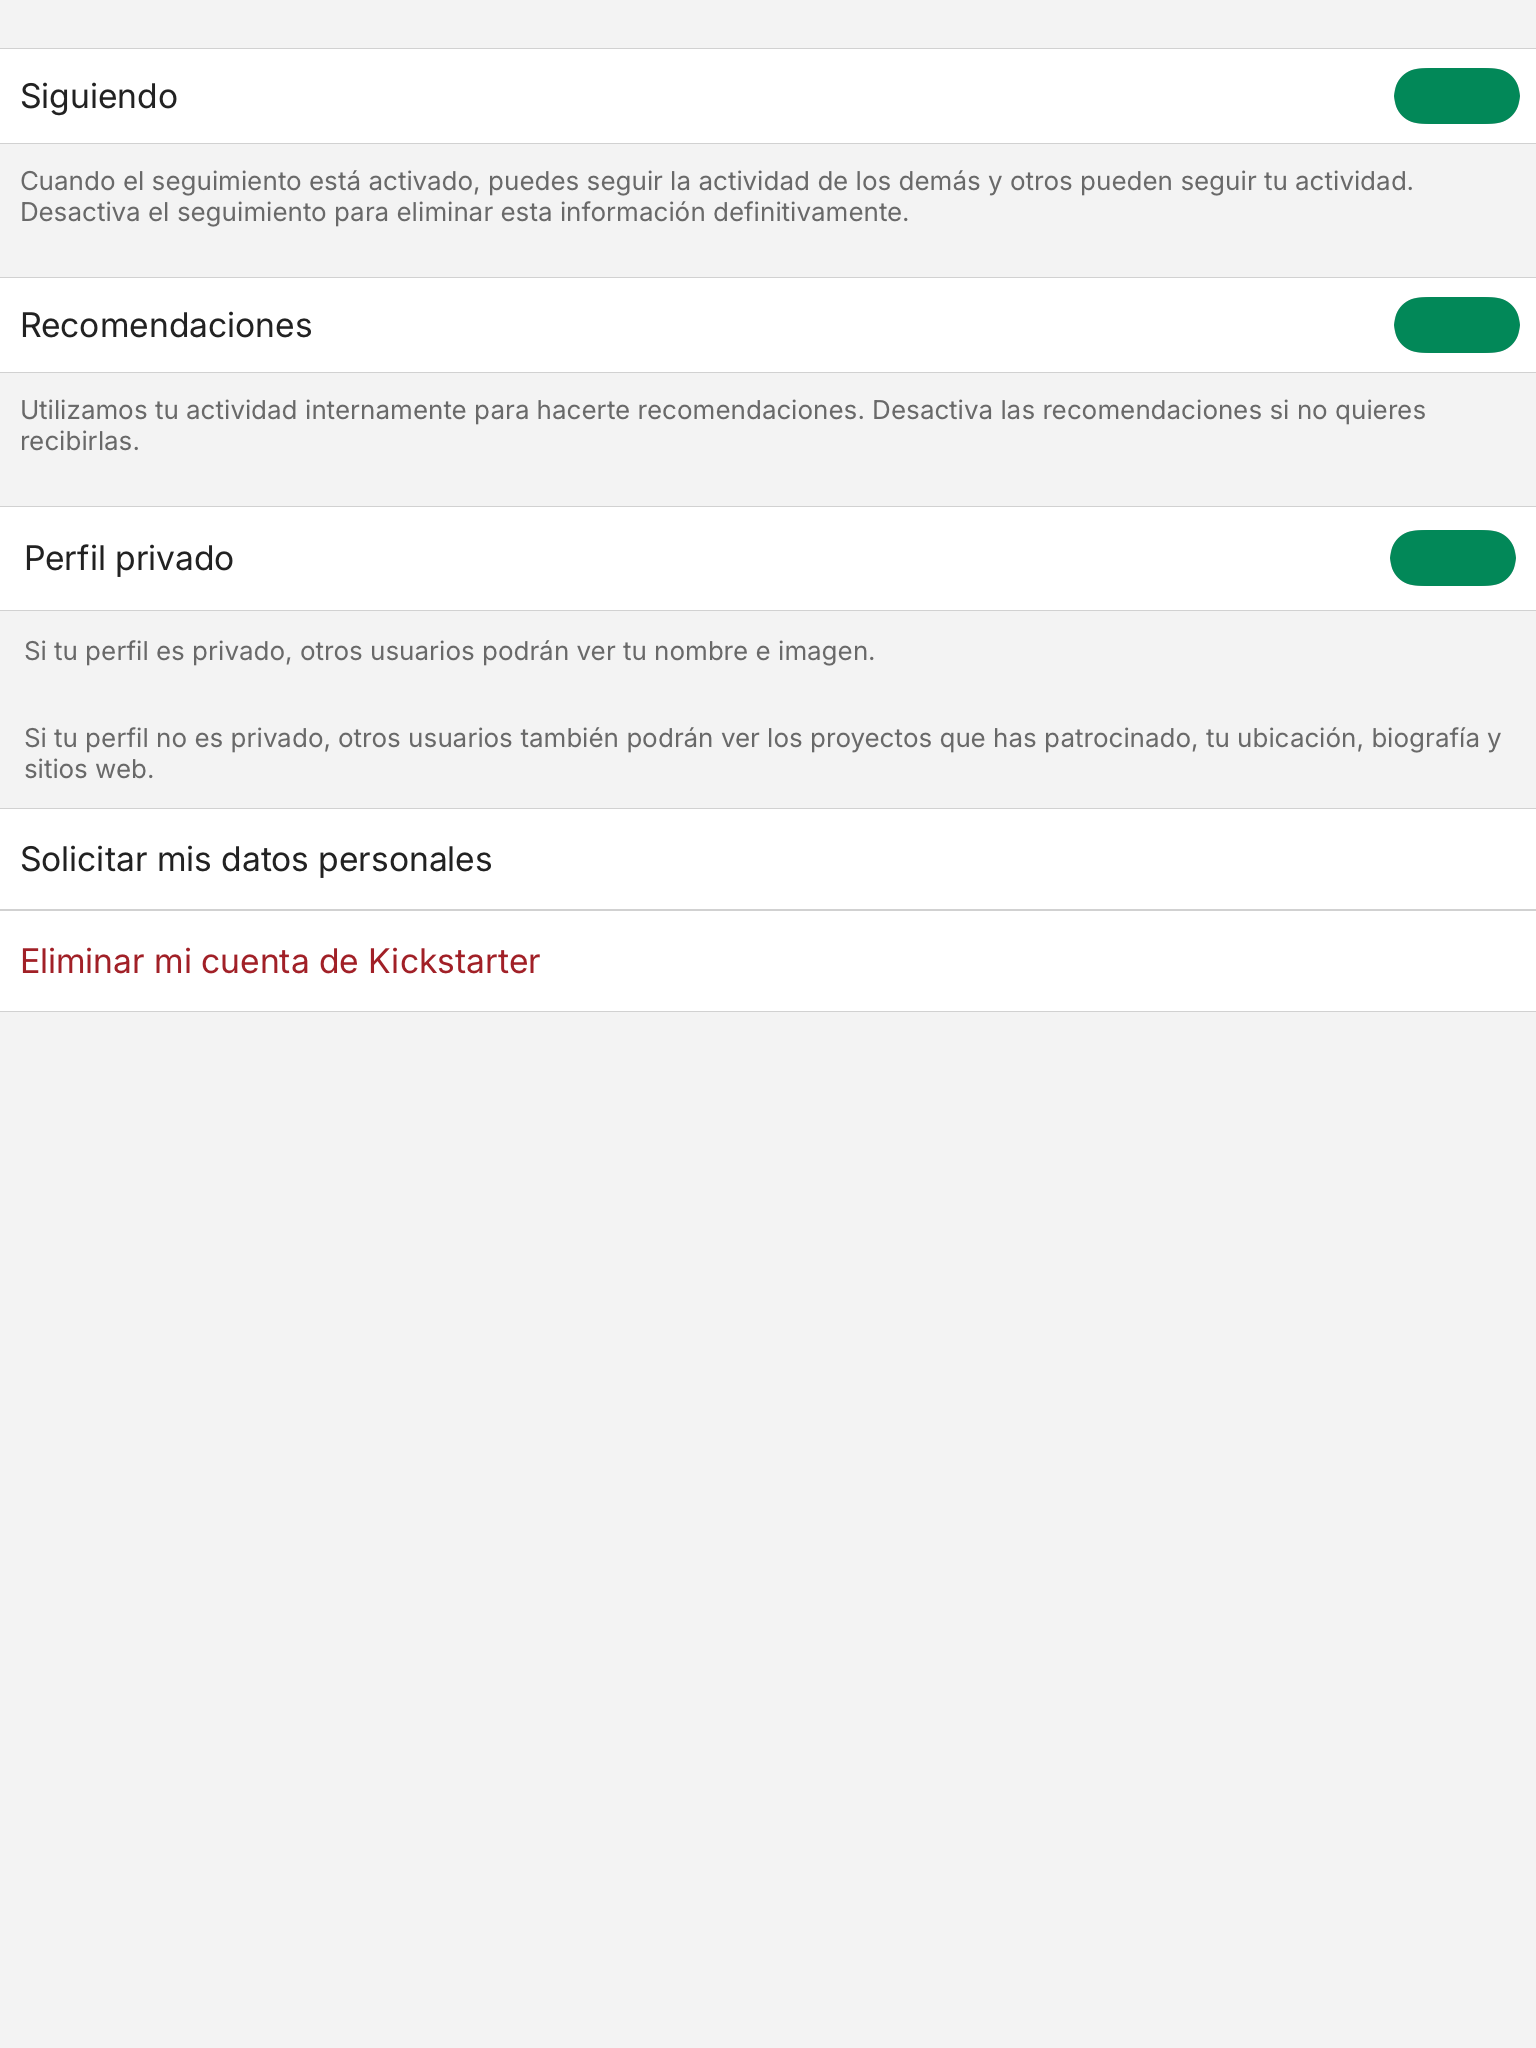 Siguiendo
Cuando el seguimiento está activado, puedes seguir la actividad de los demás y otros pueden seguir tu actividad.
Desactiva el seguimiento para eliminar esta información definitivamente.
Recomendaciones
Utilizamos tu actividad internamente para hacerte recomendaciones. Desactiva las recomendaciones si no quieres
recibirlas.
Perfil privado
Si tu perfil es privado, otros usuarios podrán ver tu nombre e imagen.
Si tu perfil no es privado, otros usuarios también podrán ver los proyectos que has patrocinado, tu ubicación, biografía y
sitios web.
Solicitar mis datos personales
Eliminar mi cuenta de Kickstarter